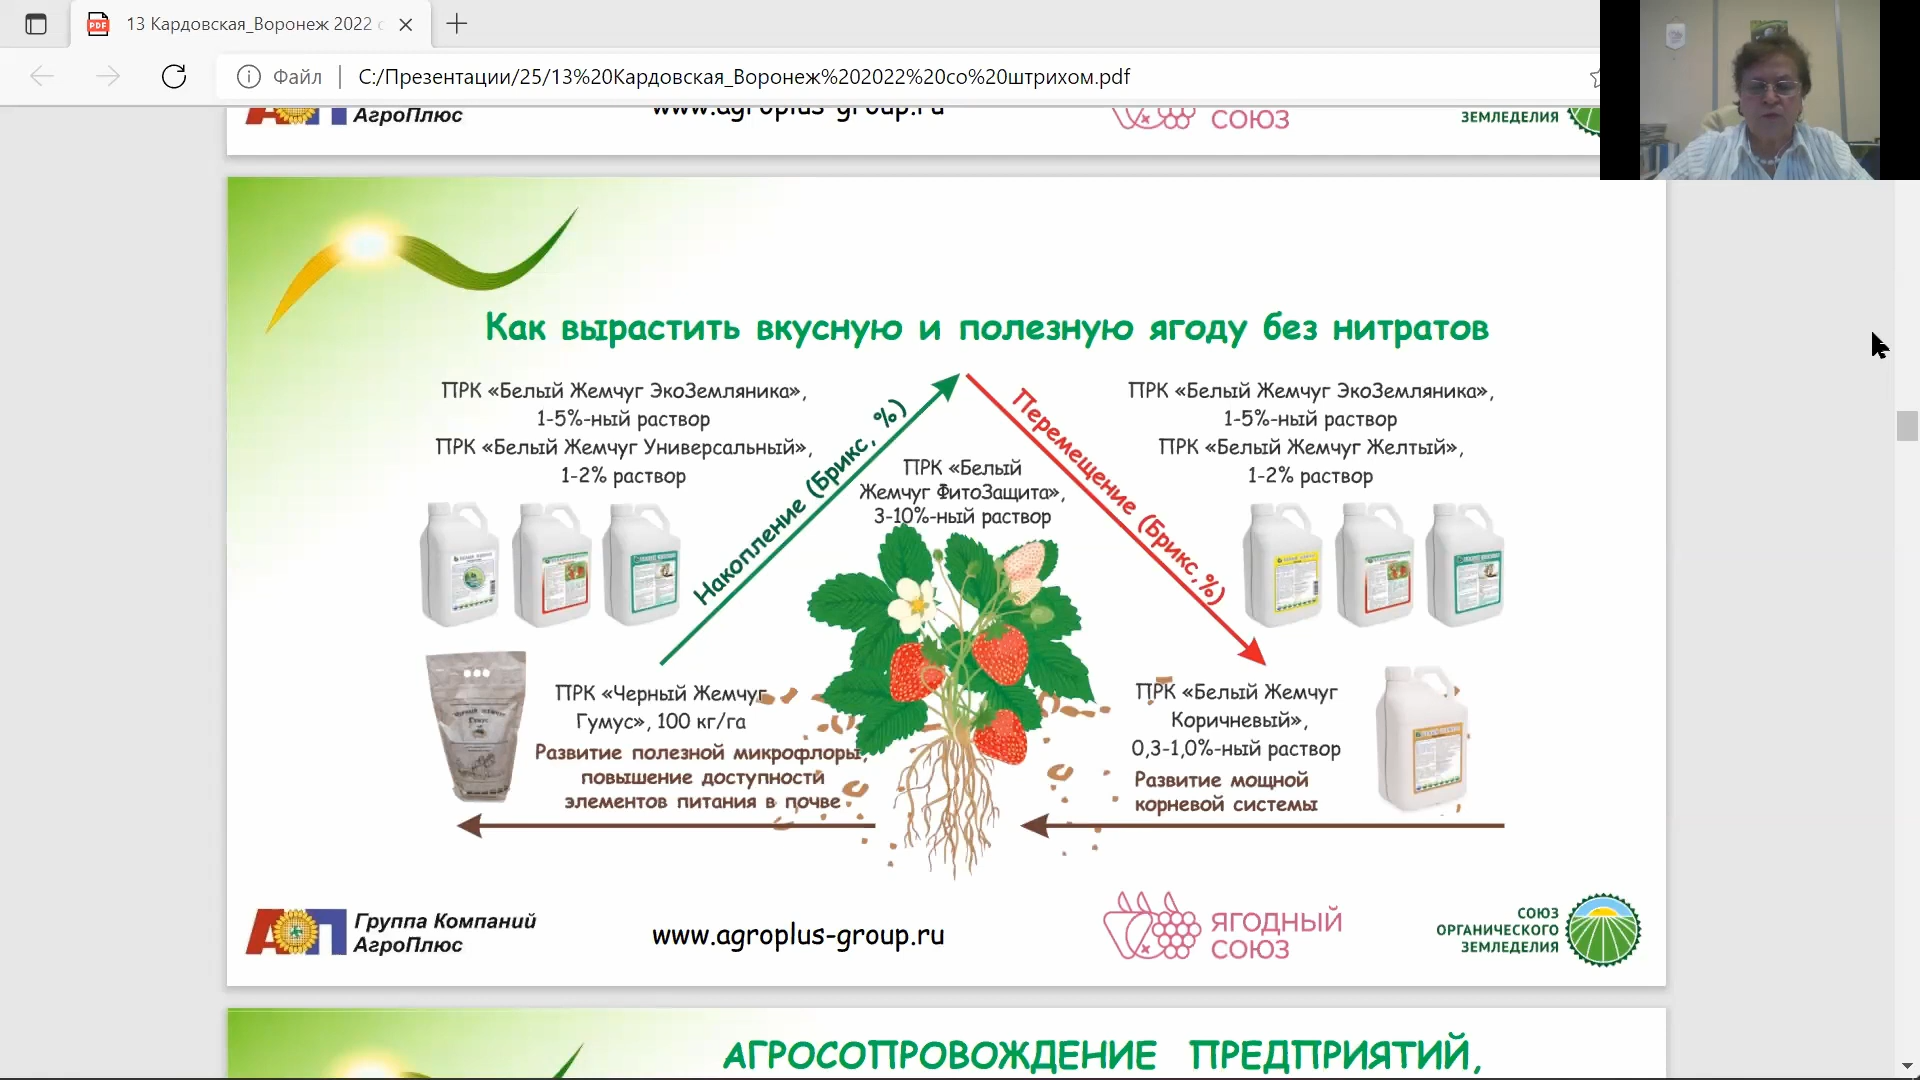 13 Кардовская_Воронеж 2022 с
Файл
C:/Презентации/25/13%20Кардовская_Воронеж%202022%20со%20штрихом.pdf
АгроПлюс
www.agroplus-group.ru
СОЮЗ
ЗЕМЛЕДЕЛИЯ
Как вырастить вкусную и полезную ягоду без нитратов
ПРК «Белый Жемчуг ЭкоЗемляника»,
1-5%-ный раствор
ПРК «Белый Жемчуг Универсальный»,
1-2% раствор
Накопление (Брикс, %)
ПРК «Белый
Жемчуг ФитоЗащита»,
3-10%-ный раствор
Перемещение (Брикс,%)
ПРК «Белый Жемчуг ЭкоЗемляника»,
1-5%-ный раствор
ПРК «Белый Жемчуг Желтый»,
1-2% раствор
ПРК «Черный Жемчуг
Гумус», 100 кг/га
Развитие полезной микрофлоры,
повышение доступности
элементов питания в почве
ПРК «Белый Жемчуг
Коричневый»,
0,3-1,0%-ный раствор
Развитие мощной
корневой системы
Группа Компаний
АгроПлюс
www.agroplus-group.ru
ЯГОДНЫЙ
СОЮЗ
СОЮЗ
ОРГАНИЧЕСКОГО
ЗЕМЛЕДЕЛИЯ
АГРОСОПРОВОЖДЕНИЕ ПРЕДПРИЯТИЙ,